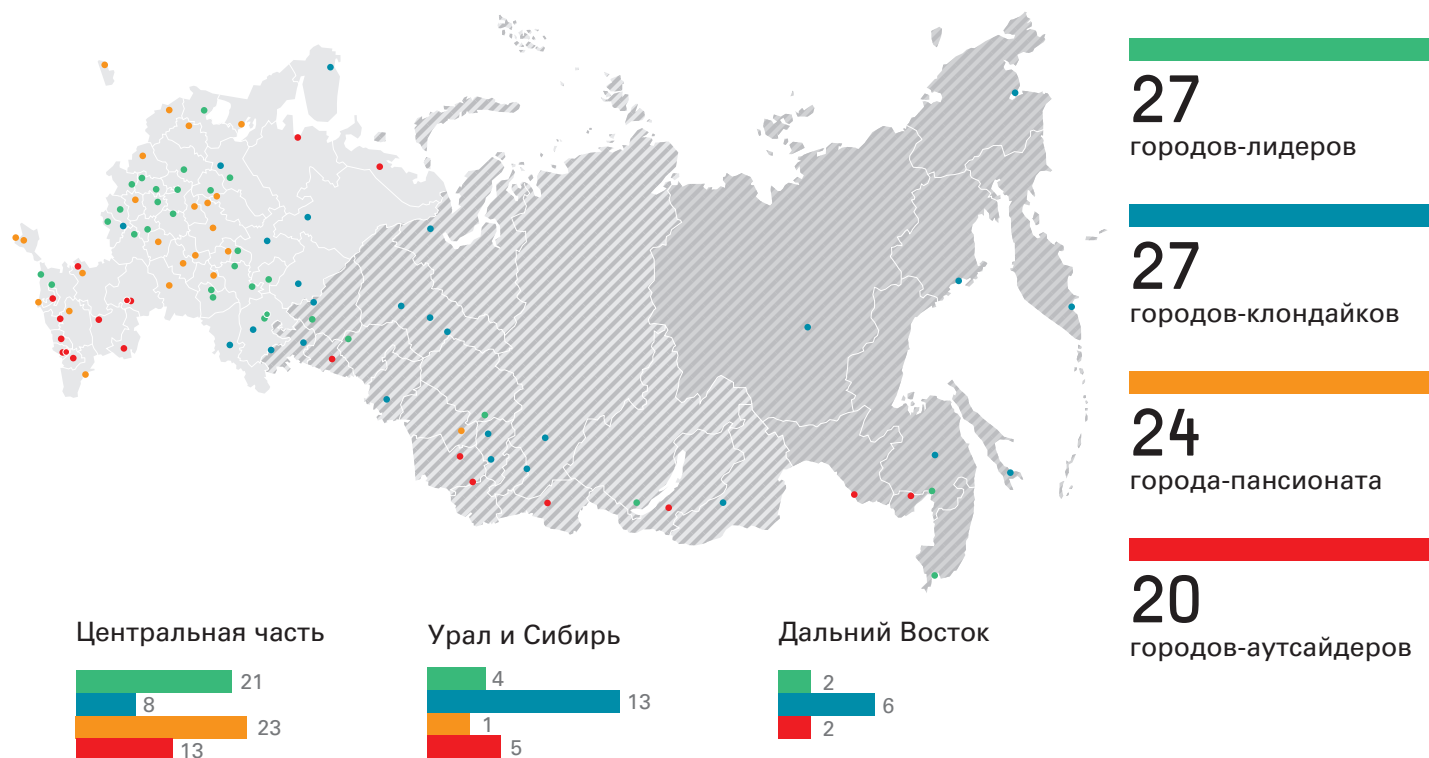 27
городов-лидеров
27
городов-клондайков
24
города-пансионата
20
городов-аутсайдеров
Центральная часть
21
8
23
13
Урал и Сибирь
4
13
1
5
Дальний Восток
2
6
2